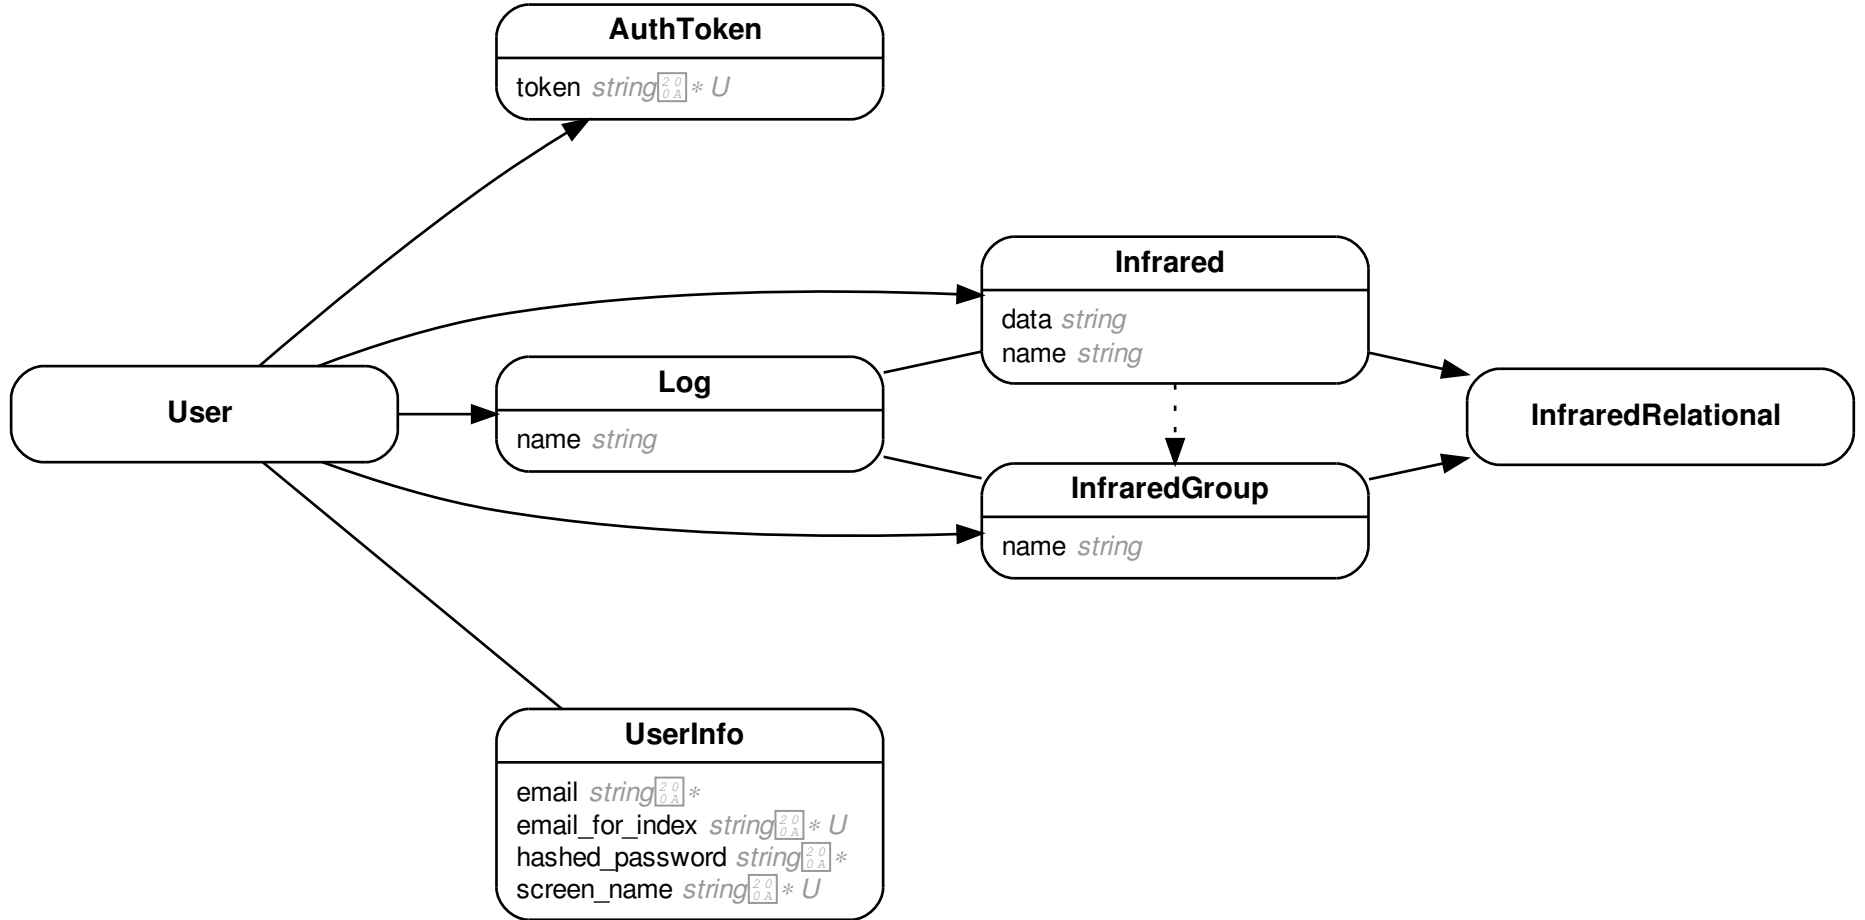 AuthToken
token string ∗ U
Infrared
data string
name string
Log
name string
User
InfraredRelational
InfraredGroup
name string
UserInfo
email string ∗
email_for_index string ∗ U
hashed_password string ∗
screen_name string ∗ U